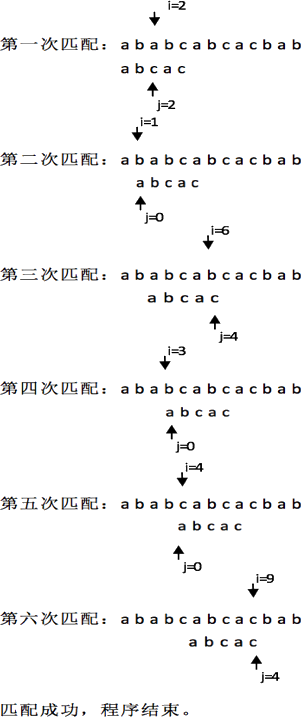 i=2
第一次匹配: a b a b c a b c a c b a b
a b c a c
j=2
i=1
第二次匹配: a b a b c a b c a c b a b
a b c a c
j=0
i=6
第三次匹配: a b a b c a b c a c b a b
a b c a c
j=4
i=3
第四次匹配: a b a b c a b c a c b a b
a b c a c
j=0
i=4
第五次匹配: a b a b c a b c a c b a b
a b c a c
j=0
i=9
第六次匹配: a b a b c a b c a c b a b
a b c a c
j=4
匹配成功，程序结束。